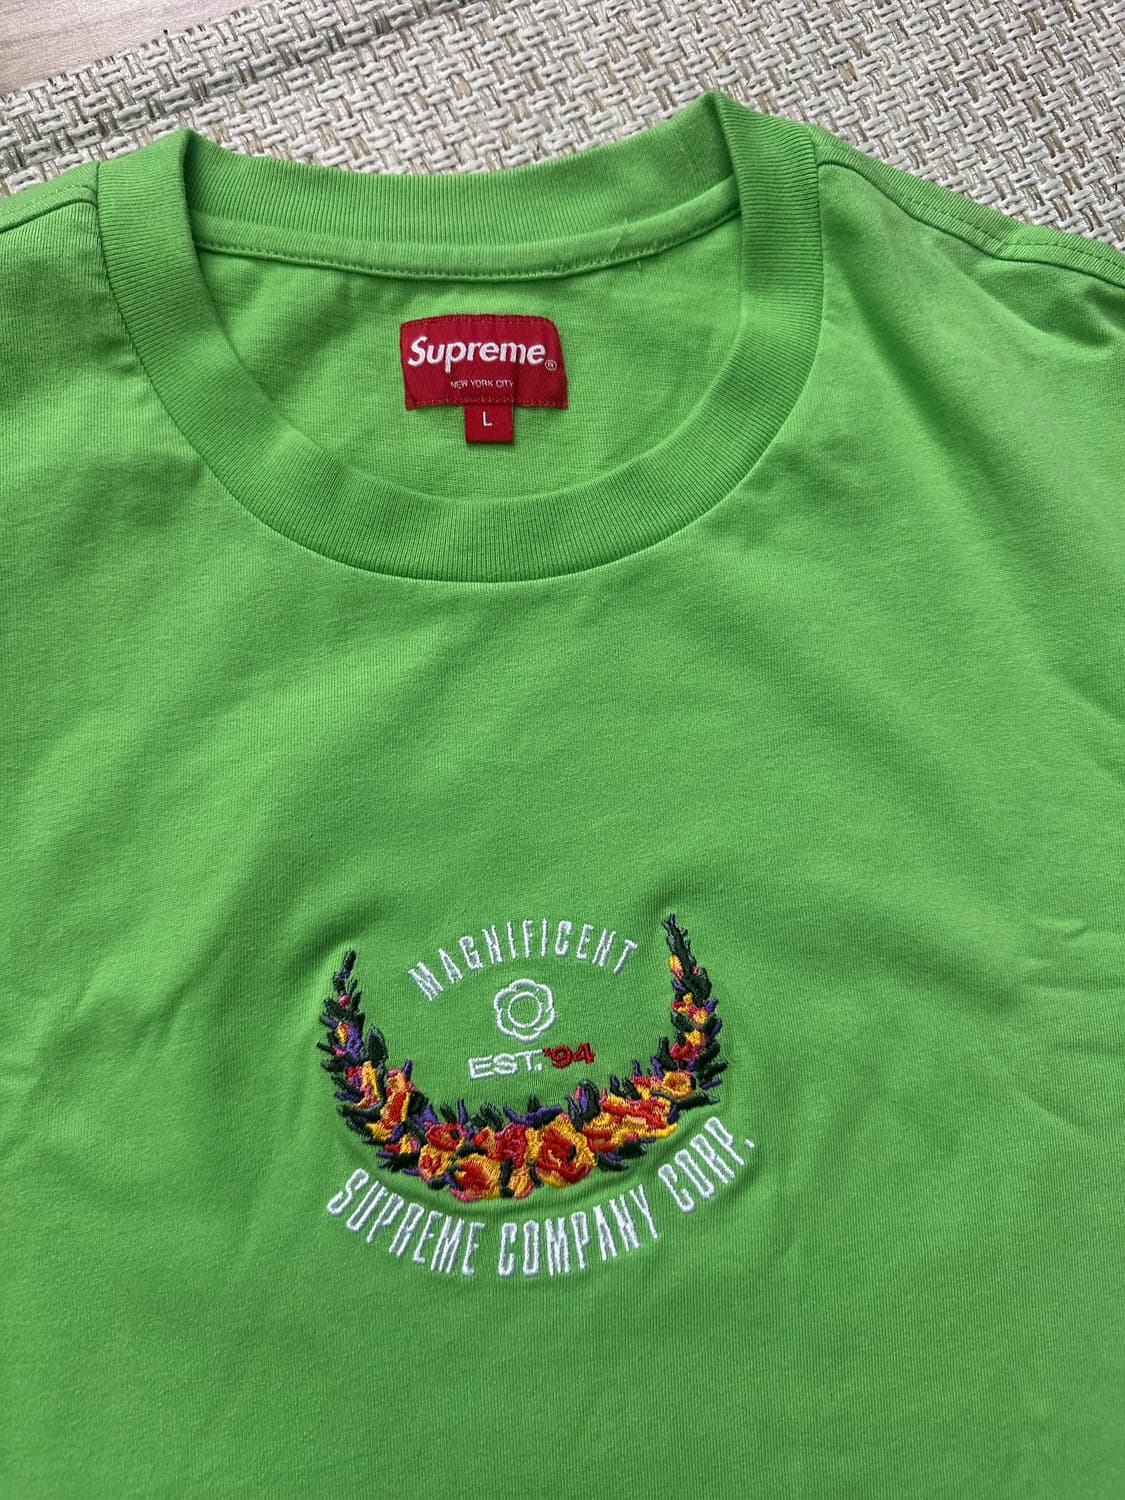 Supreme®
NEW YORK CITY
L
MAGNIFICENT
EST. '94
SUPREME COMPANY CORP.